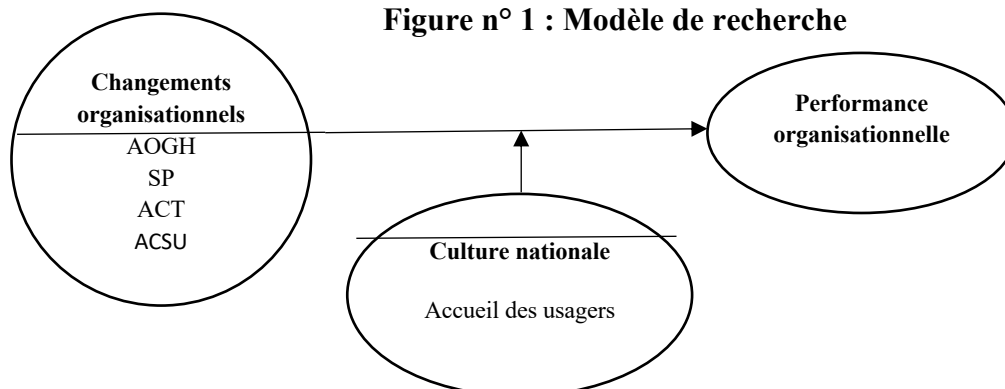 Figure n° 1 : Modèle de recherche
Changements
organisationnels
AOGH
SP
ACT
ACSU
Performance
organisationnelle
Culture nationale
Accueil des usagers